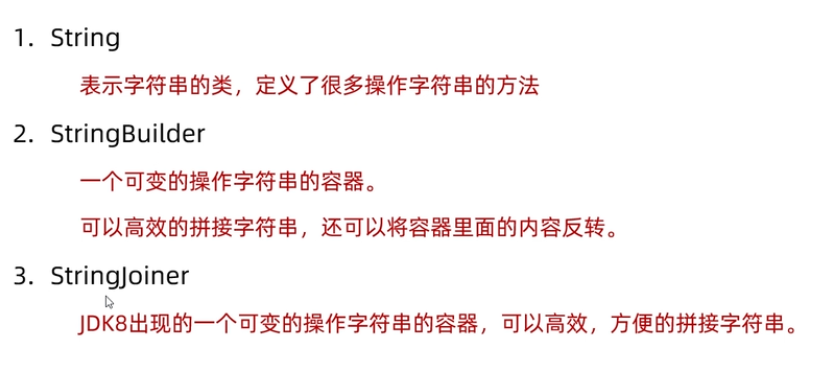 1. String
表示字符串的类，定义了很多操作字符串的方法
2. StringBuilder
一个可变的操作字符串的容器。
可以高效的拼接字符串，还可以将容器里面的内容反转。
3. StringJoiner
JDK8出现的一个可变的操作字符串的容器，可以高效，方便的拼接字符串。